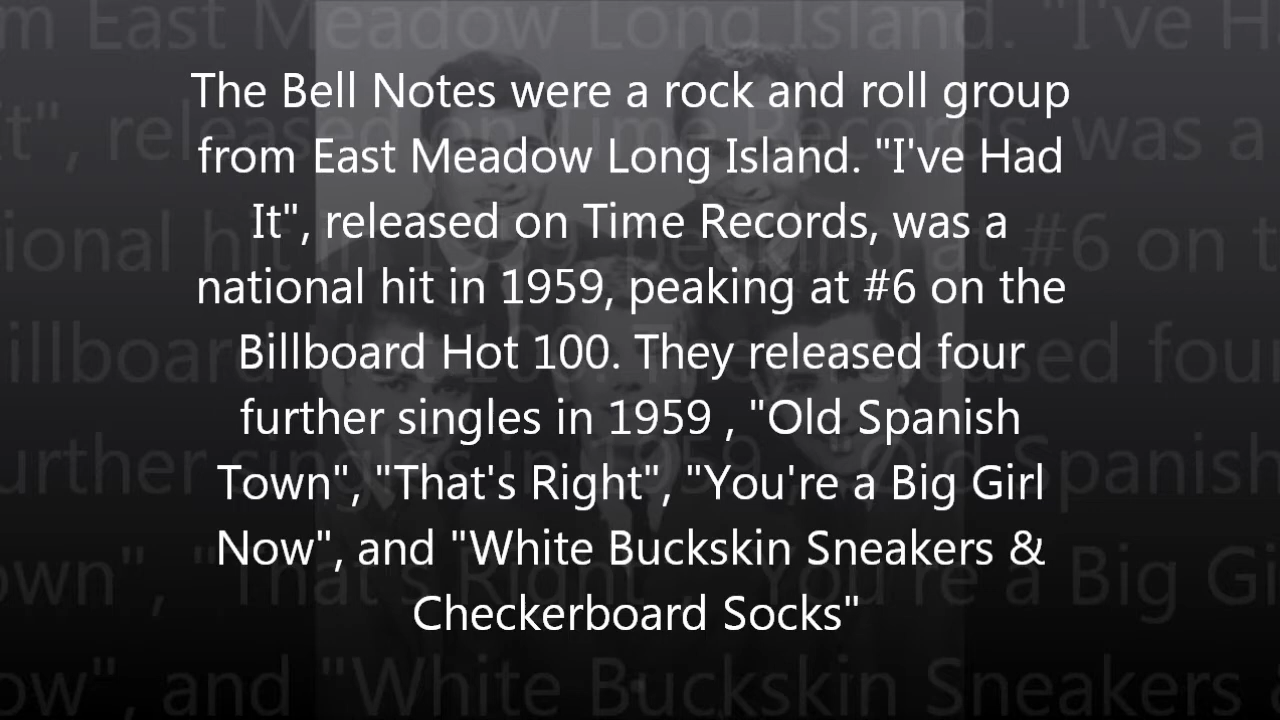 The Bell Notes were a rock and roll group
from East Meadow Long Island. "I've Had
It", released on Time Records, was a
national hit in 1959, peaking at #6 on the
Billboard Hot 100. They released four
further singles in 1959 , "Old Spanish
Town", "That's Right", "You're a Big Girl
Now", and "White Buckskin Sneakers &
Checkerboard Socks"